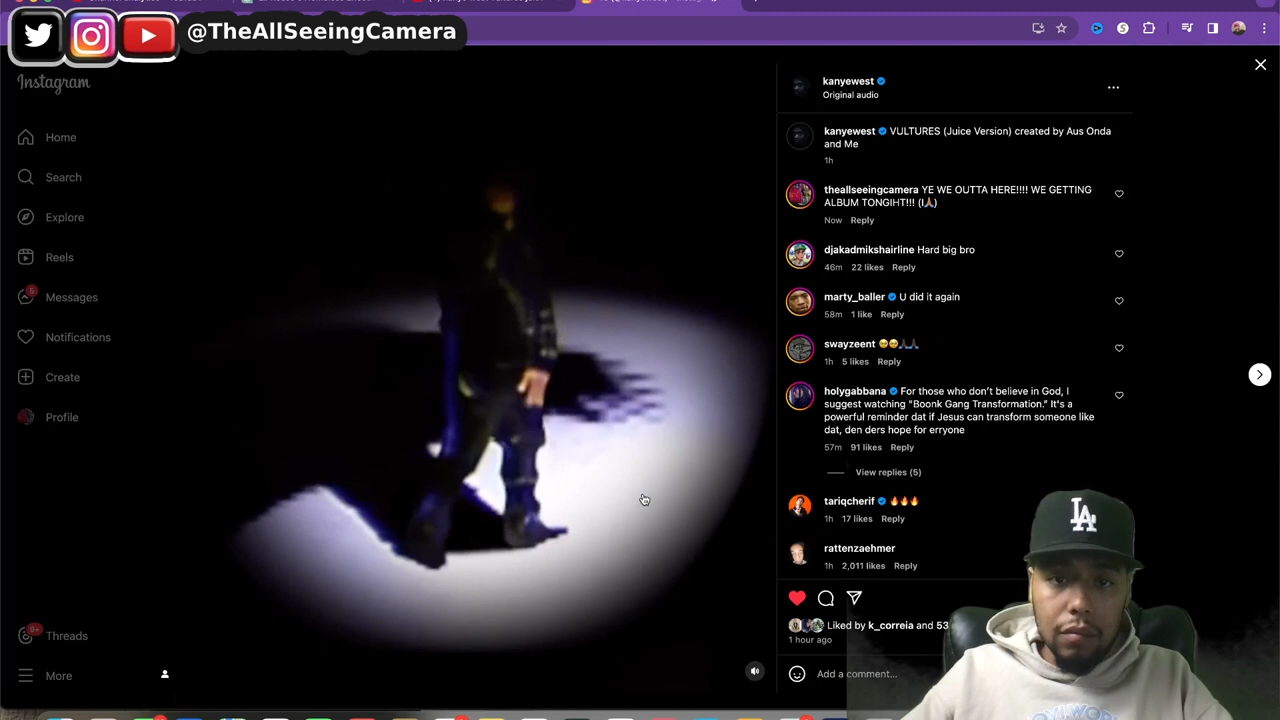 @TheAllSeeingCamera
Instagram
Home
Search
Explore
Reels
5
Messages
Notifications
Create
Profile
9+
Threads
More
kanyewest
Original audio
kanyewest VULTURES (Juice Version) created by Aus Onda
and Me
1h
theallseeingcamera YE WE OUTTA HERE!!!! WE GETTING
ALBUM TONGIHT!!! (I🙏🏾)
Now Reply
djakadmikshairline Hard big bro
46m 22 likes Reply
marty_baller U did it again
58m 1 like Reply
swayzeent 🥹🥹🙏🏿🙏🏿
1h 5 likes Reply
holygabbana For those who don't believe in God, I
suggest watching "Boonk Gang Transformation." It's a
powerful reminder dat if Jesus can transform someone like
dat, den ders hope for erryone
57m 91 likes Reply
View replies (5)
tariqcherif 🔥🔥🔥
1h 17 likes Reply
rattenzaehmer
1h 2,011 likes Reply
Liked by k_correia and 53
1 hour ago
Add a comment...
LA